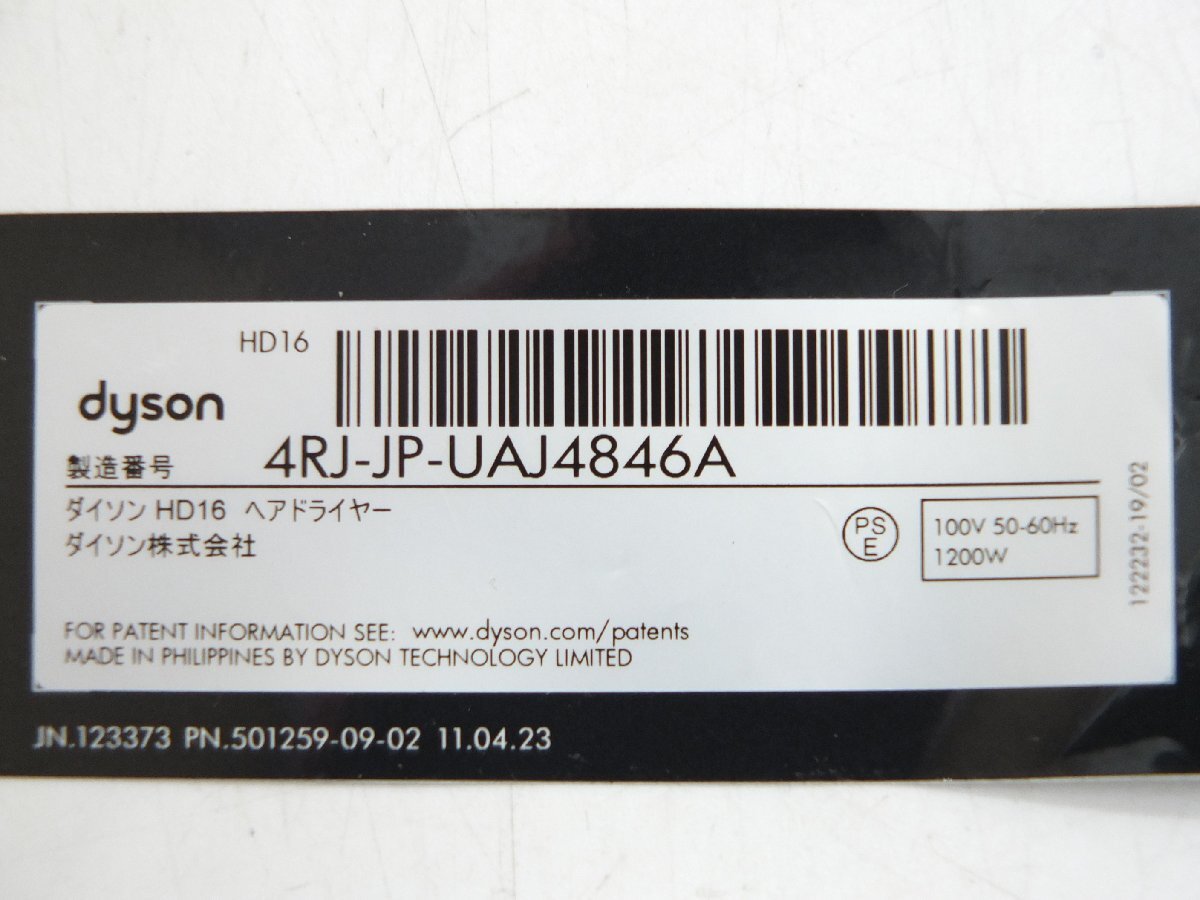 HD16
dyson
製造番号 4RJ-JP-UAJ4846A
ダイソン HD16 ヘアドライヤー
ダイソン株式会社
PS
E
100V 50-60Hz
1200W
122232-19/02
FOR PATENT INFORMATION SEE: www.dyson.com/patents
MADE IN PHILIPPINES BY DYSON TECHNOLOGY LIMITED
JN.123373 PN.501259-09-02 11.04.23